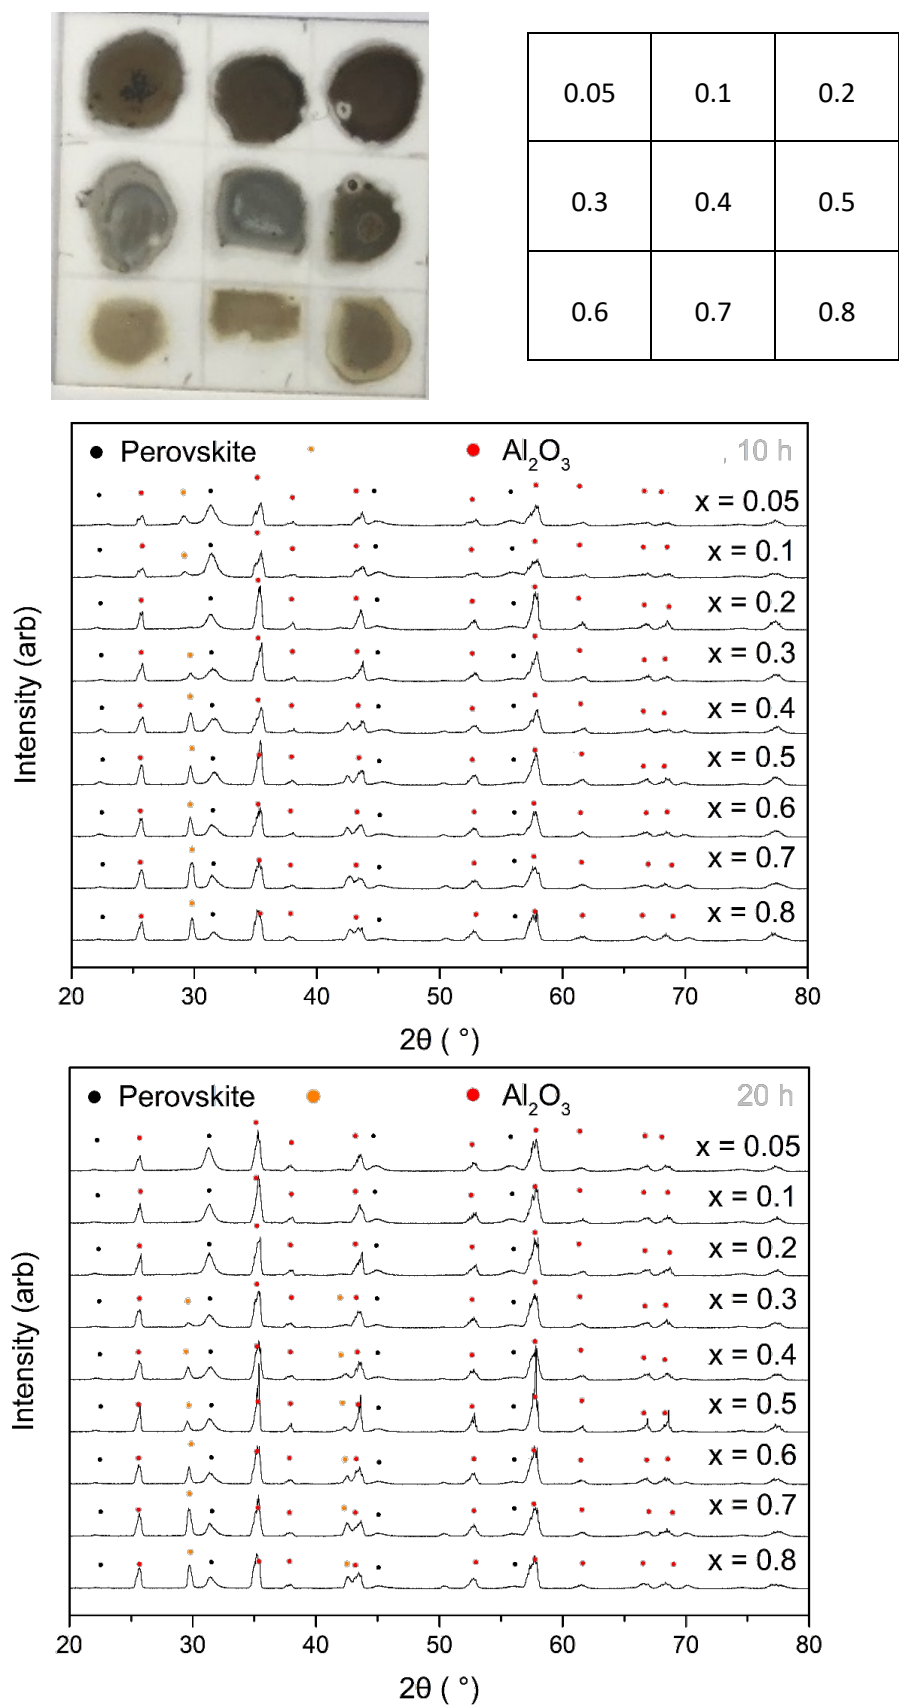 0.05 0.1 0.2
0.3 0.4 0.5
0.6 0.7 0.8
Perovskite Al2O3 , 10 h
x = 0.05
x = 0.1
x = 0.2
x = 0.3
x = 0.4
x = 0.5
x = 0.6
x = 0.7
x = 0.8
Intensity (arb)
20 30 40 50 60 70 80
2θ ( °)
Perovskite Al2O3 20 h
x = 0.05
x = 0.1
x = 0.2
x = 0.3
x = 0.4
x = 0.5
x = 0.6
x = 0.7
x = 0.8
Intensity (arb)
20 30 40 50 60 70 80
2θ ( °)